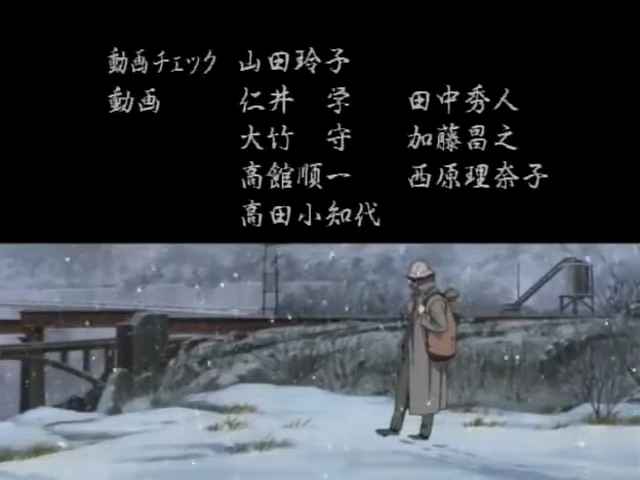 動画チェック 山田玲子
動画 仁井 学 田中秀人
大竹 守 加藤昌之
高舘順一 西原理奈子
高田小知代